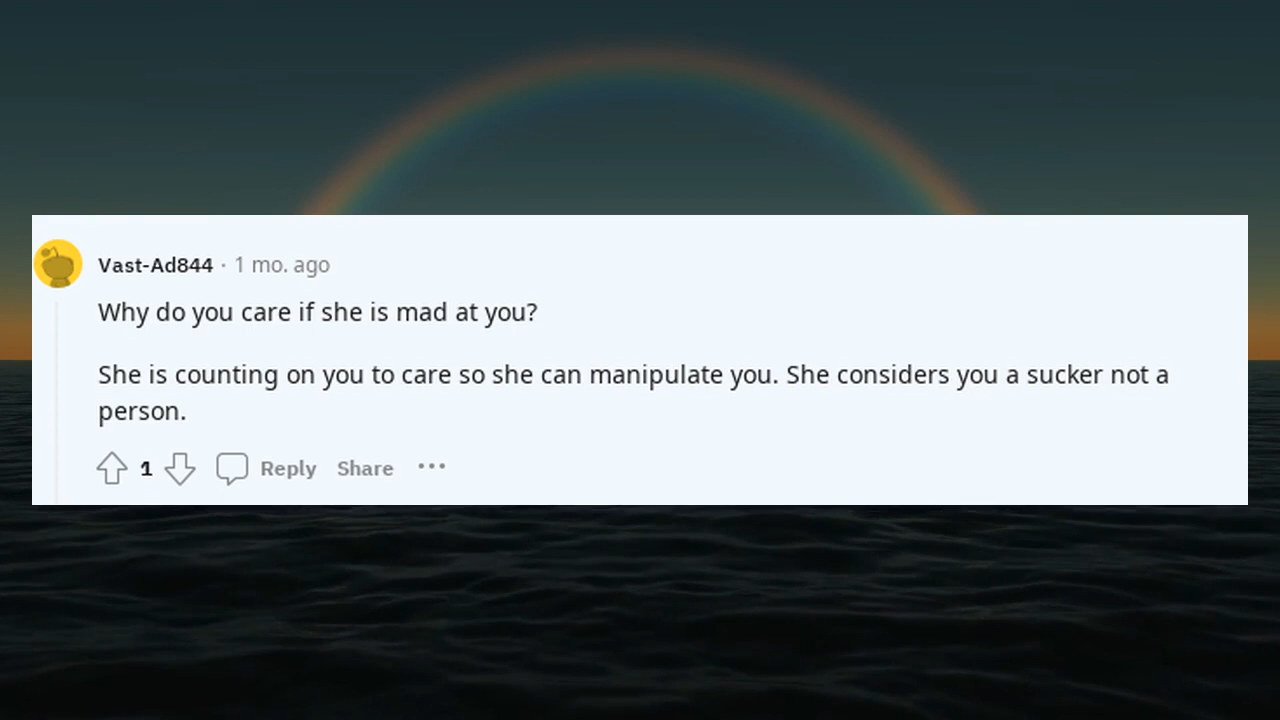 Vast-Ad844 · 1 mo. ago
Why do you care if she is mad at you?
She is counting on you to care so she can manipulate you. She considers you a sucker not a
person.
1 Reply Share ···